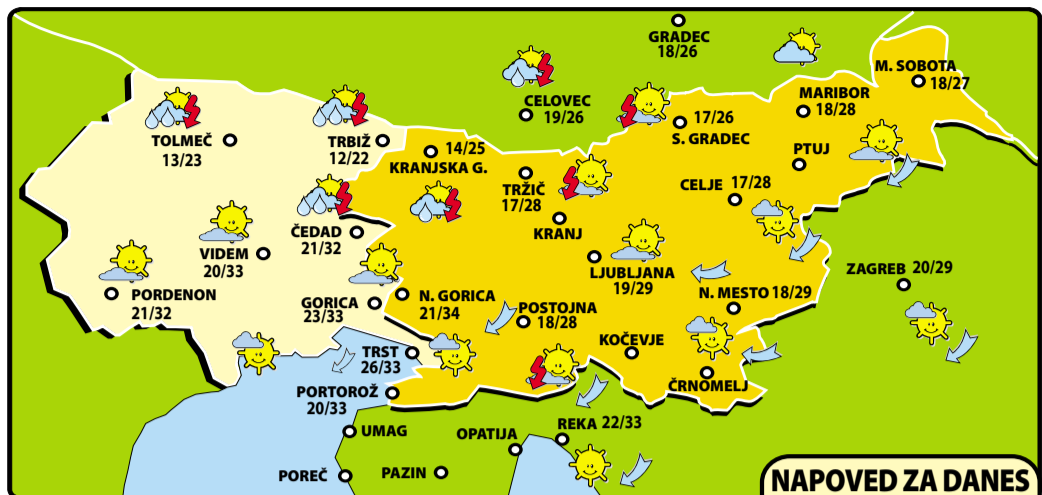 GRADEC
18/26
M. SOBOTA
18/27
CELOVEC
19/26
MARIBOR
18/28
17/26
S. GRADEC
TOLMEČ
13/23
TRBIŽ
12/22
14/25
KRANJSKA G.
PTUJ
TRŽIČ
17/28
CELJE 17/28
KRANJ
ČEDAD
21/32
VIDEM
20/33
LJUBLJANA
19/29
ZAGREB 20/29
PORDENON
21/32
GORICA
23/33
N. GORICA
21/34
N. MESTO 18/29
POSTOJNA
18/28
KOČEVJE
TRST
26/33
ČRNOMELJ
PORTOROŽ
20/33
REKA 22/33
UMAG
OPATIJA
POREČ
PAZIN
NAPOVED ZA DANES